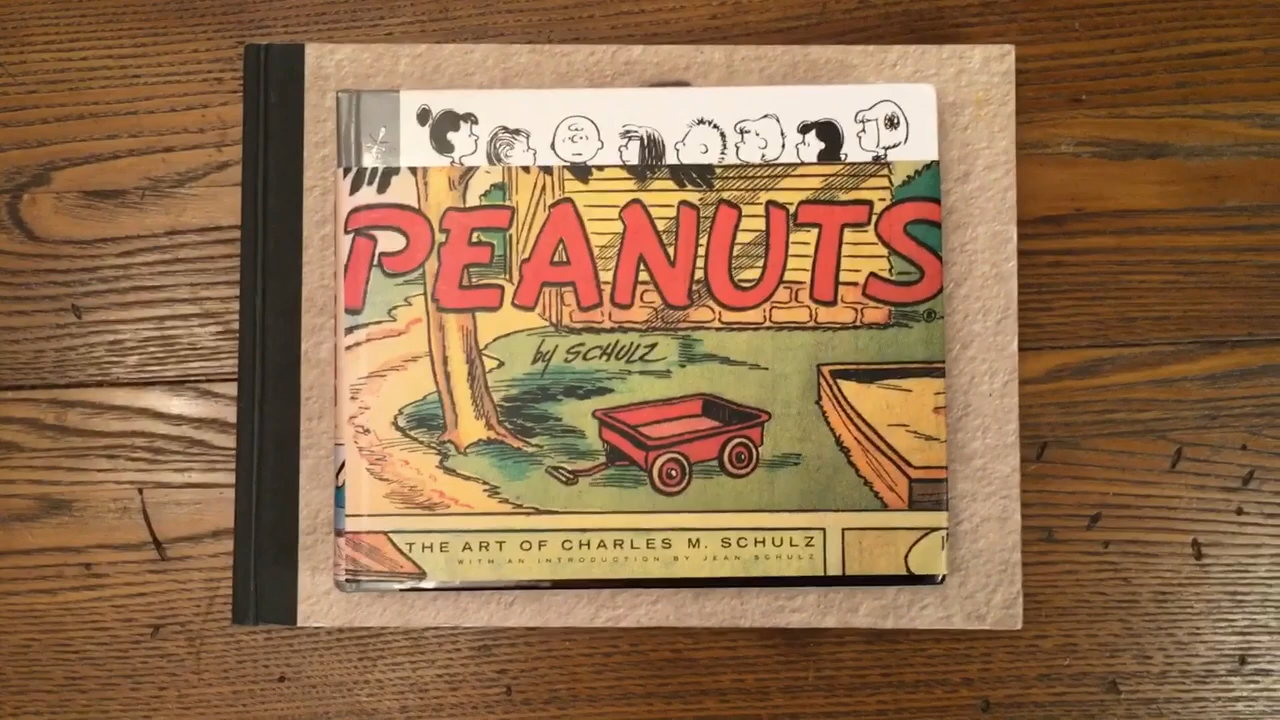 PEANUTS
®
by SCHULZ
THE ART OF CHARLES M. SCHULZ
WITH AN INTRODUCTION BY JEAN SCHULZ